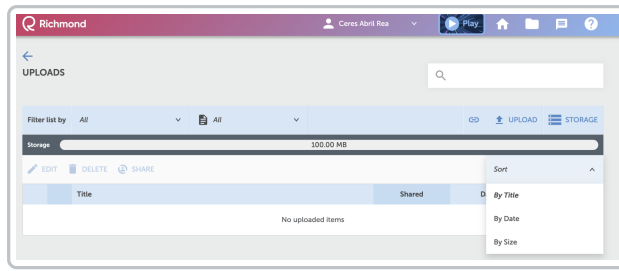 Richmond
Ceres Abril Rea
Play
UPLOADS
Filter list by All All UPLOAD STORAGE
Storage 100.00 MB
EDIT DELETE SHARE Sort
Title Shared D By Title
No uploaded items By Date
By Size